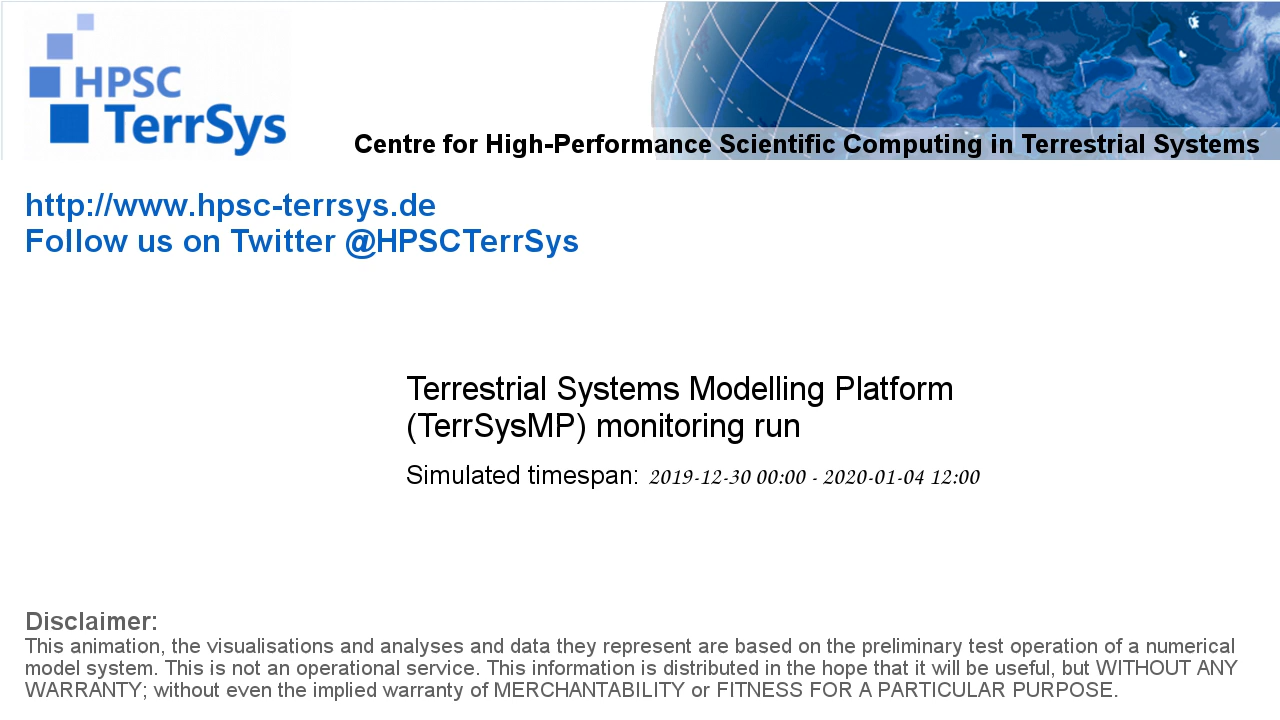 HPSC
TerrSys
Centre for High-Performance Scientific Computing in Terrestrial Systems
http://www.hpsc-terrsys.de
Follow us on Twitter @HPSCTerrSys
Terrestrial Systems Modelling Platform
(TerrSysMP) monitoring run
Simulated timespan: 2019-12-30 00:00 - 2020-01-04 12:00
Disclaimer:
This animation, the visualisations and analyses and data they represent are based on the preliminary test operation of a numerical
model system. This is not an operational service. This information is distributed in the hope that it will be useful, but WITHOUT ANY
WARRANTY; without even the implied warranty of MERCHANTABILITY or FITNESS FOR A PARTICULAR PURPOSE.